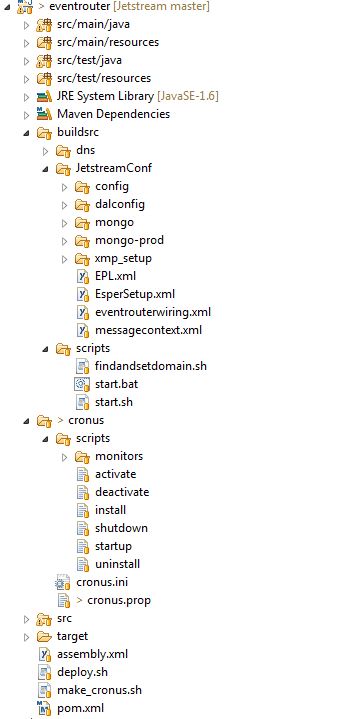 > eventrouter [Jetstream master]
src/main/java
src/main/resources
src/test/java
src/test/resources
JRE System Library [JavaSE-1.6]
Maven Dependencies
buildsrc
dns
JetstreamConf
config
dalconfig
mongo
mongo-prod
xmp_setup
EPL.xml
EsperSetup.xml
eventrouterwiring.xml
messagecontext.xml
scripts
findandsetdomain.sh
start.bat
start.sh
> cronus
scripts
monitors
activate
deactivate
install
shutdown
startup
uninstall
cronus.ini
> cronus.prop
src
target
assembly.xml
deploy.sh
make_cronus.sh
pom.xml